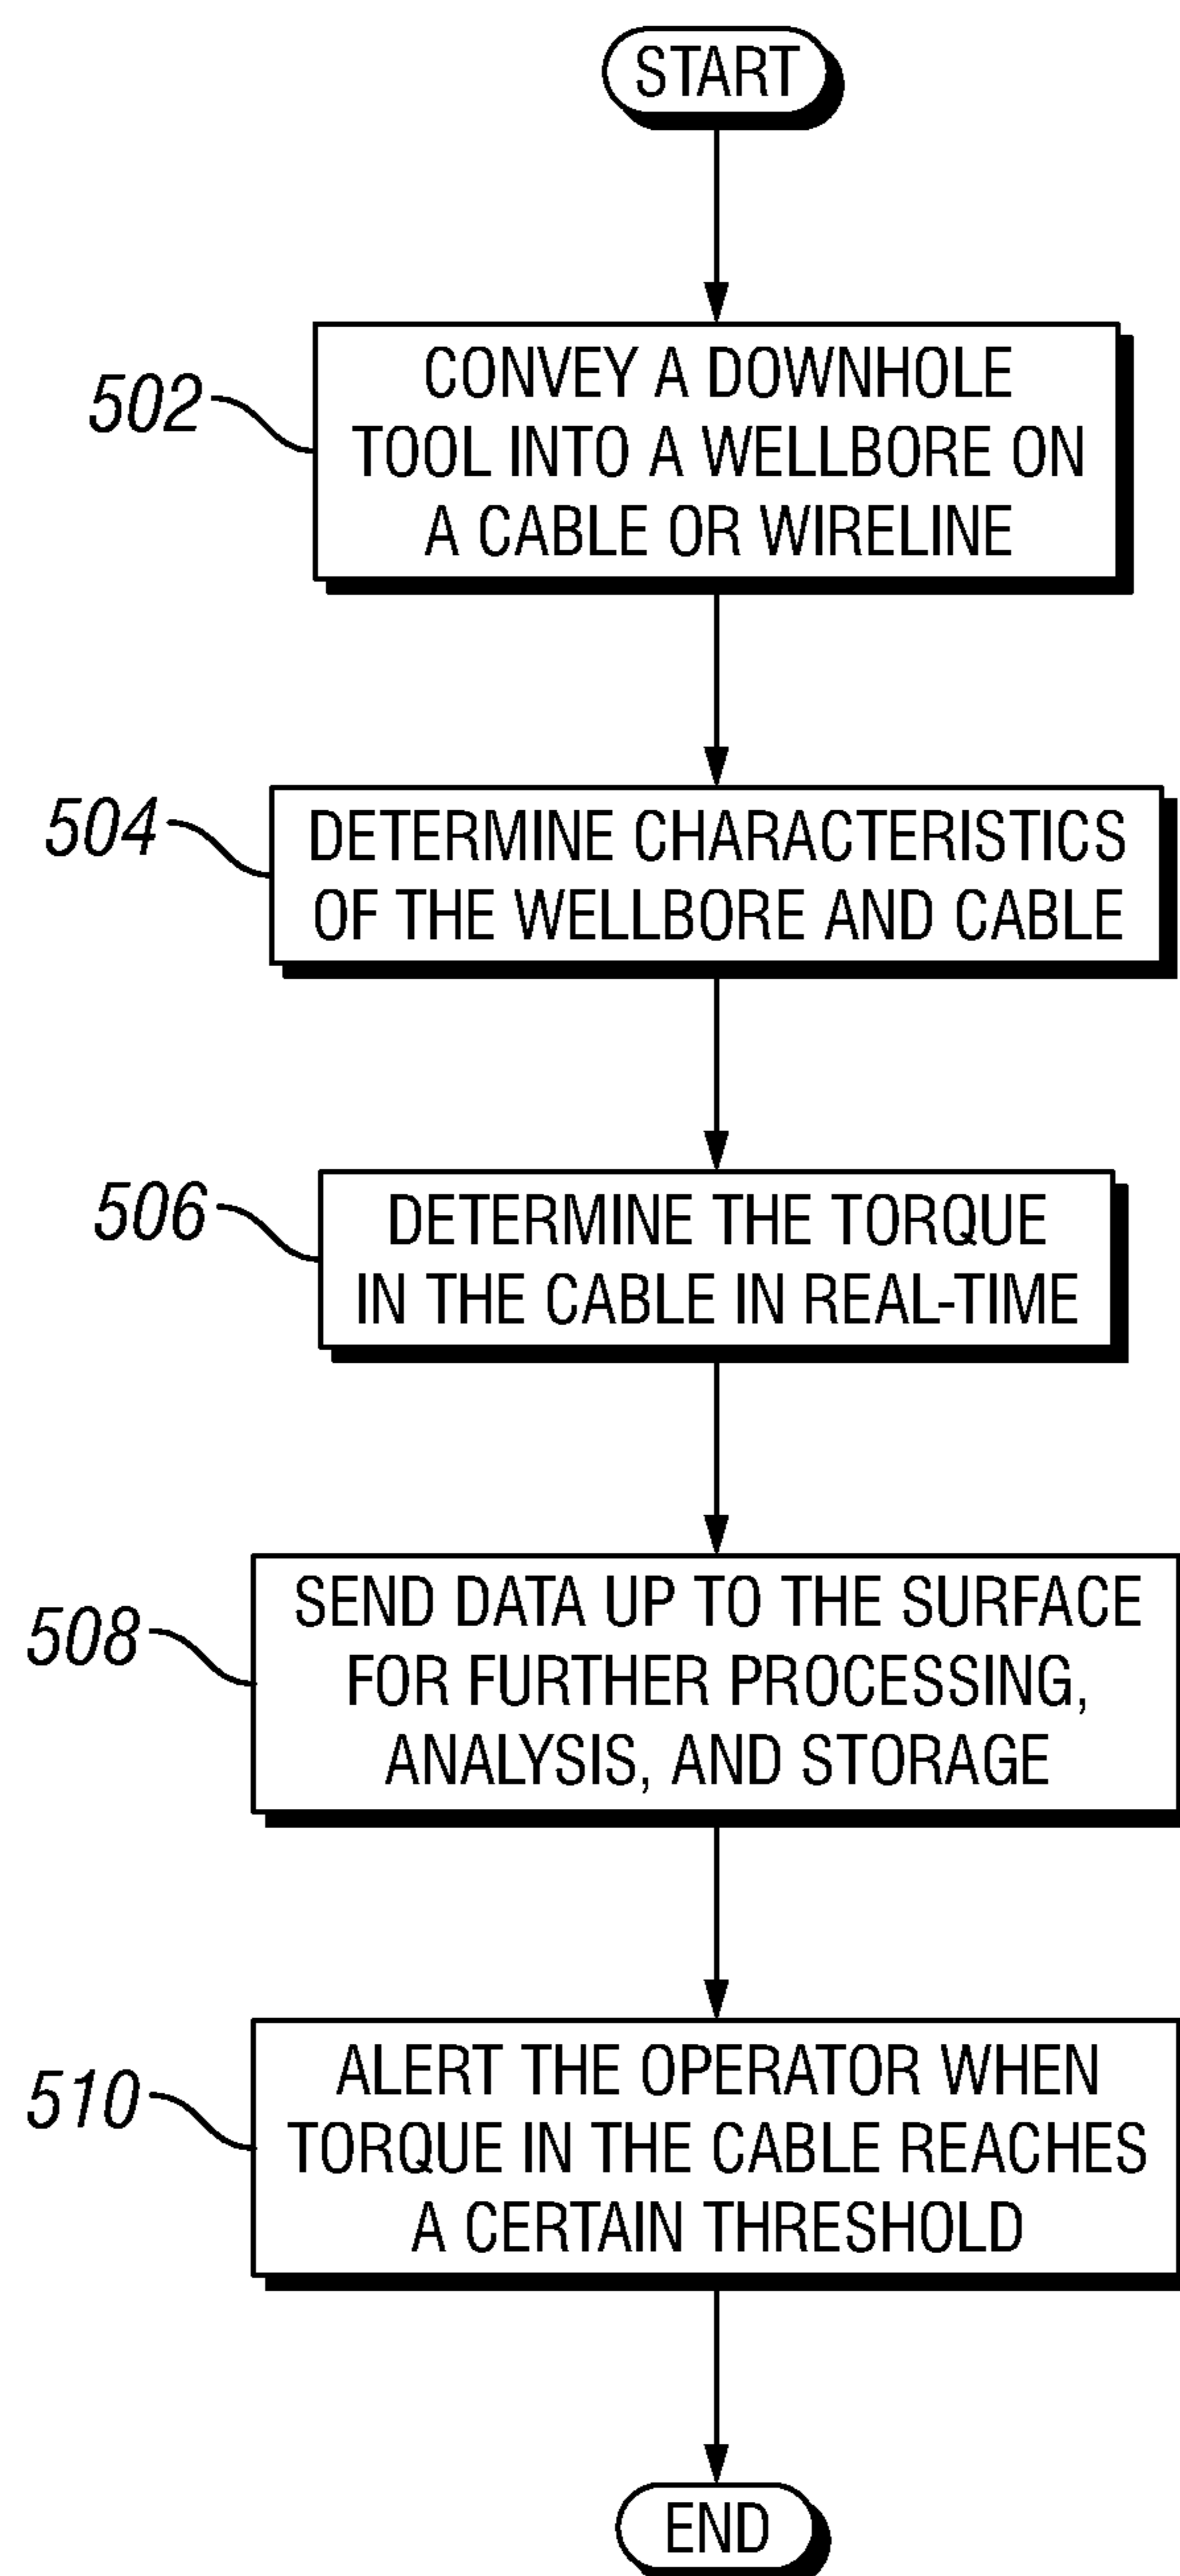 START
502
CONVEY A DOWNHOLE
TOOL INTO A WELLBORE ON
A CABLE OR WIRELINE
504
DETERMINE CHARACTERISTICS
OF THE WELLBORE AND CABLE
506
DETERMINE THE TORQUE
IN THE CABLE IN REAL-TIME
508
SEND DATA UP TO THE SURFACE
FOR FURTHER PROCESSING,
ANALYSIS, AND STORAGE
510
ALERT THE OPERATOR WHEN
TORQUE IN THE CABLE REACHES
A CERTAIN THRESHOLD
END